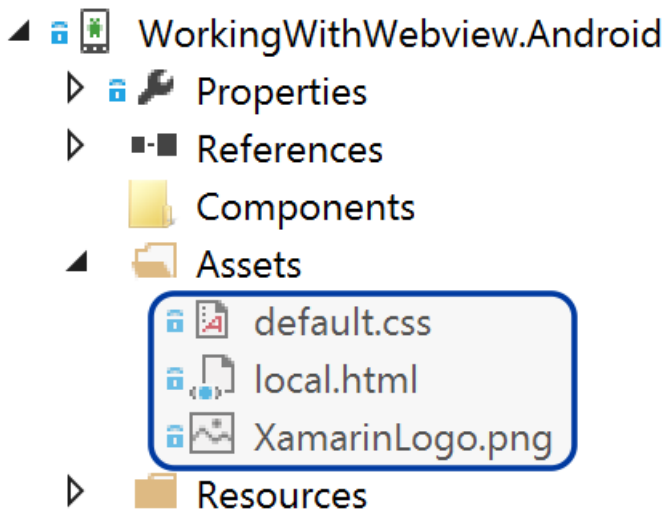 WorkingWithWebview.Android
Properties
References
Components
Assets
default.css
local.html
XamarinLogo.png
Resources